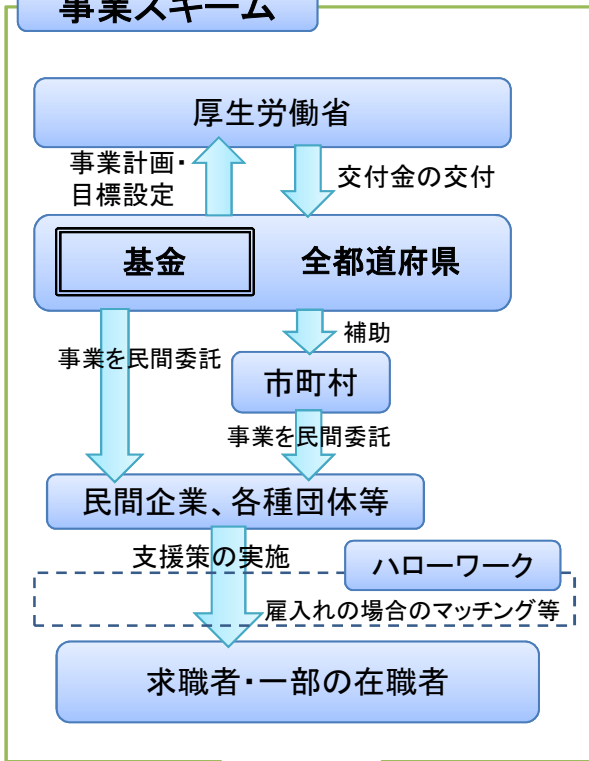 事業スキーム
厚生労働省
事業計画・
目標設定
交付金の交付
基金
全都道府県
補助
事業を民間委託
市町村
事業を民間委託
民間企業、各種団体等
支援策の実施
ハローワーク
雇入れの場合のマッチング等
求職者・一部の在職者